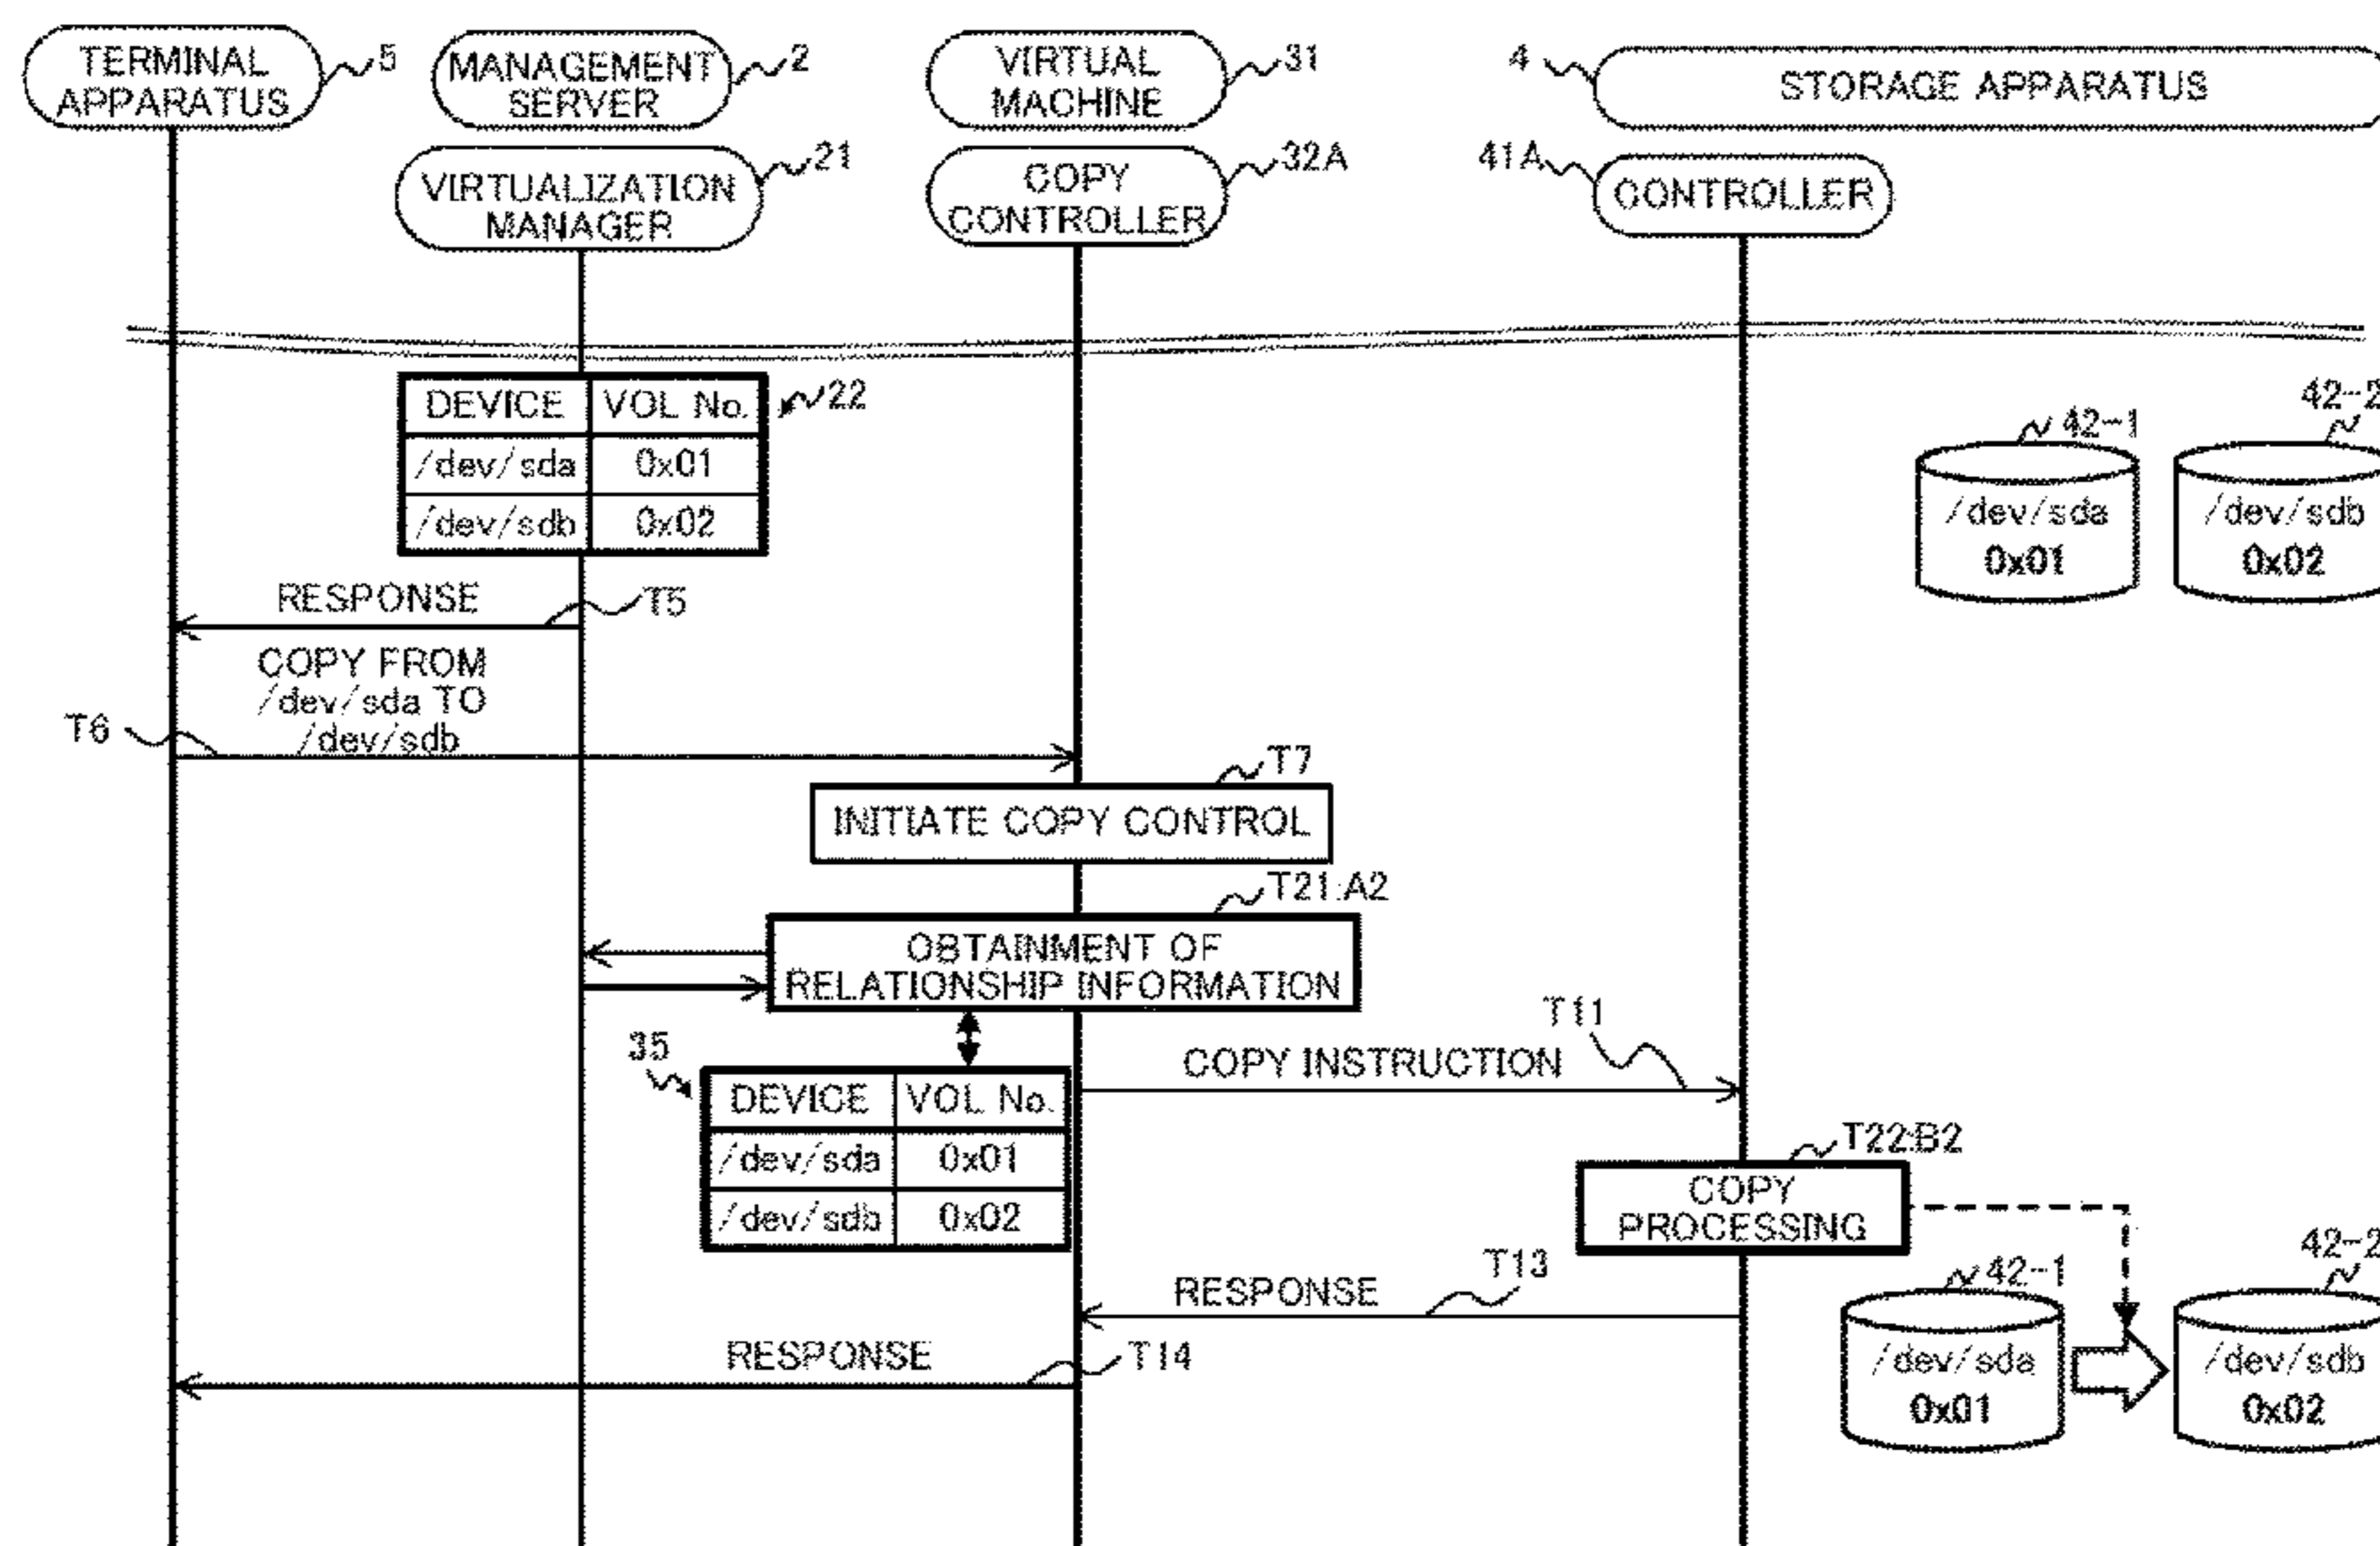 TERMINAL
APPARATUS
5
MANAGEMENT
SERVER
2
VIRTUAL
MACHINE
31
4
STORAGE APPARATUS
VIRTUALIZATION
MANAGER
21
COPY
CONTROLLER
32A
41A
CONTROLLER
DEVICE VOL No.
/dev/sda 0x01
/dev/sdb 0x02
22
42-1
/dev/sda
0x01
42-2
/dev/sdb
0x02
RESPONSE
T5
COPY FROM
/dev/sda TO
/dev/sdb
T6
T7
INITIATE COPY CONTROL
T21:A2
OBTAINMENT OF
RELATIONSHIP INFORMATION
35
DEVICE VOL No.
/dev/sda 0x01
/dev/sdb 0x02
COPY INSTRUCTION
T11
T22:B2
COPY
PROCESSING
RESPONSE
T13
42-1
/dev/sda
0x01
42-2
/dev/sdb
0x02
RESPONSE
T14